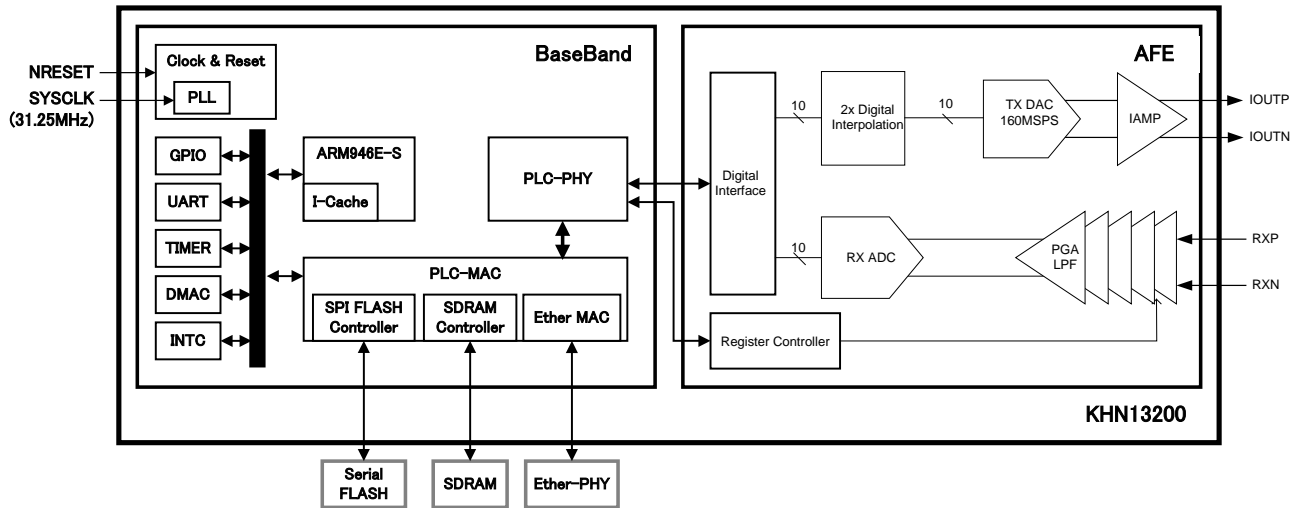 BaseBand
AFE
Clock & Reset
PLL
NRESET
SYSCLK
(31.25MHz)
GPIO
UART
TIMER
DMAC
INTC
ARM946E-S
I-Cache
PLC-PHY
PLC-MAC
SPI FLASH
Controller
SDRAM
Controller
Ether MAC
Digital
Interface
10
2x Digital
Interpolation
10
TX DAC
160MSPS
IAMP
IOUTP
IOUTN
10
RX ADC
PGA
LPF
RXP
RXN
Register Controller
KHN13200
Serial
FLASH
SDRAM
Ether-PHY